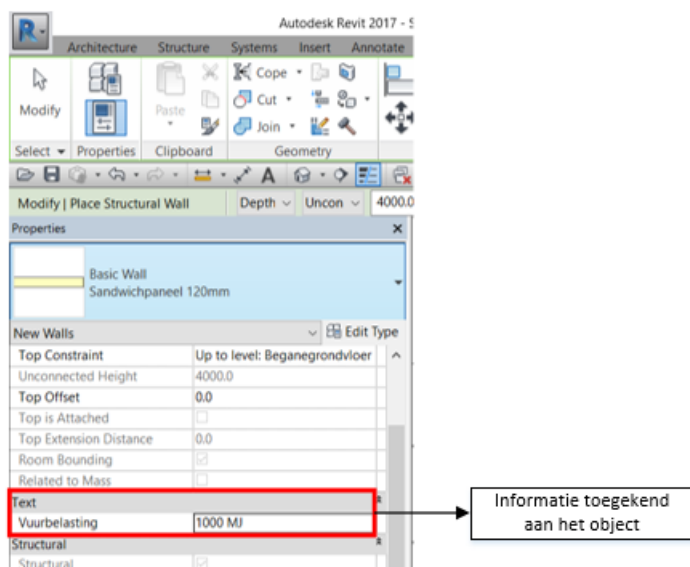 Autodesk Revit 2017 - S
Architecture Structure Systems Insert Annotate
Modify Paste Cope Cut Join
Select Properties Clipboard Geometry
Modify | Place Structural Wall Depth Uncon 4000.0
Properties
Basic Wall
Sandwichpaneel 120mm
New Walls Edit Type
Top Constraint Up to level: Beganegrondvloer
Unconnected Height 4000.0
Top Offset 0.0
Top is Attached
Top Extension Distance 0.0
Room Bounding
Related to Mass
Text
Vuurbelasting 1000 MJ
Structural
Structural
Informatie toegekend
aan het object